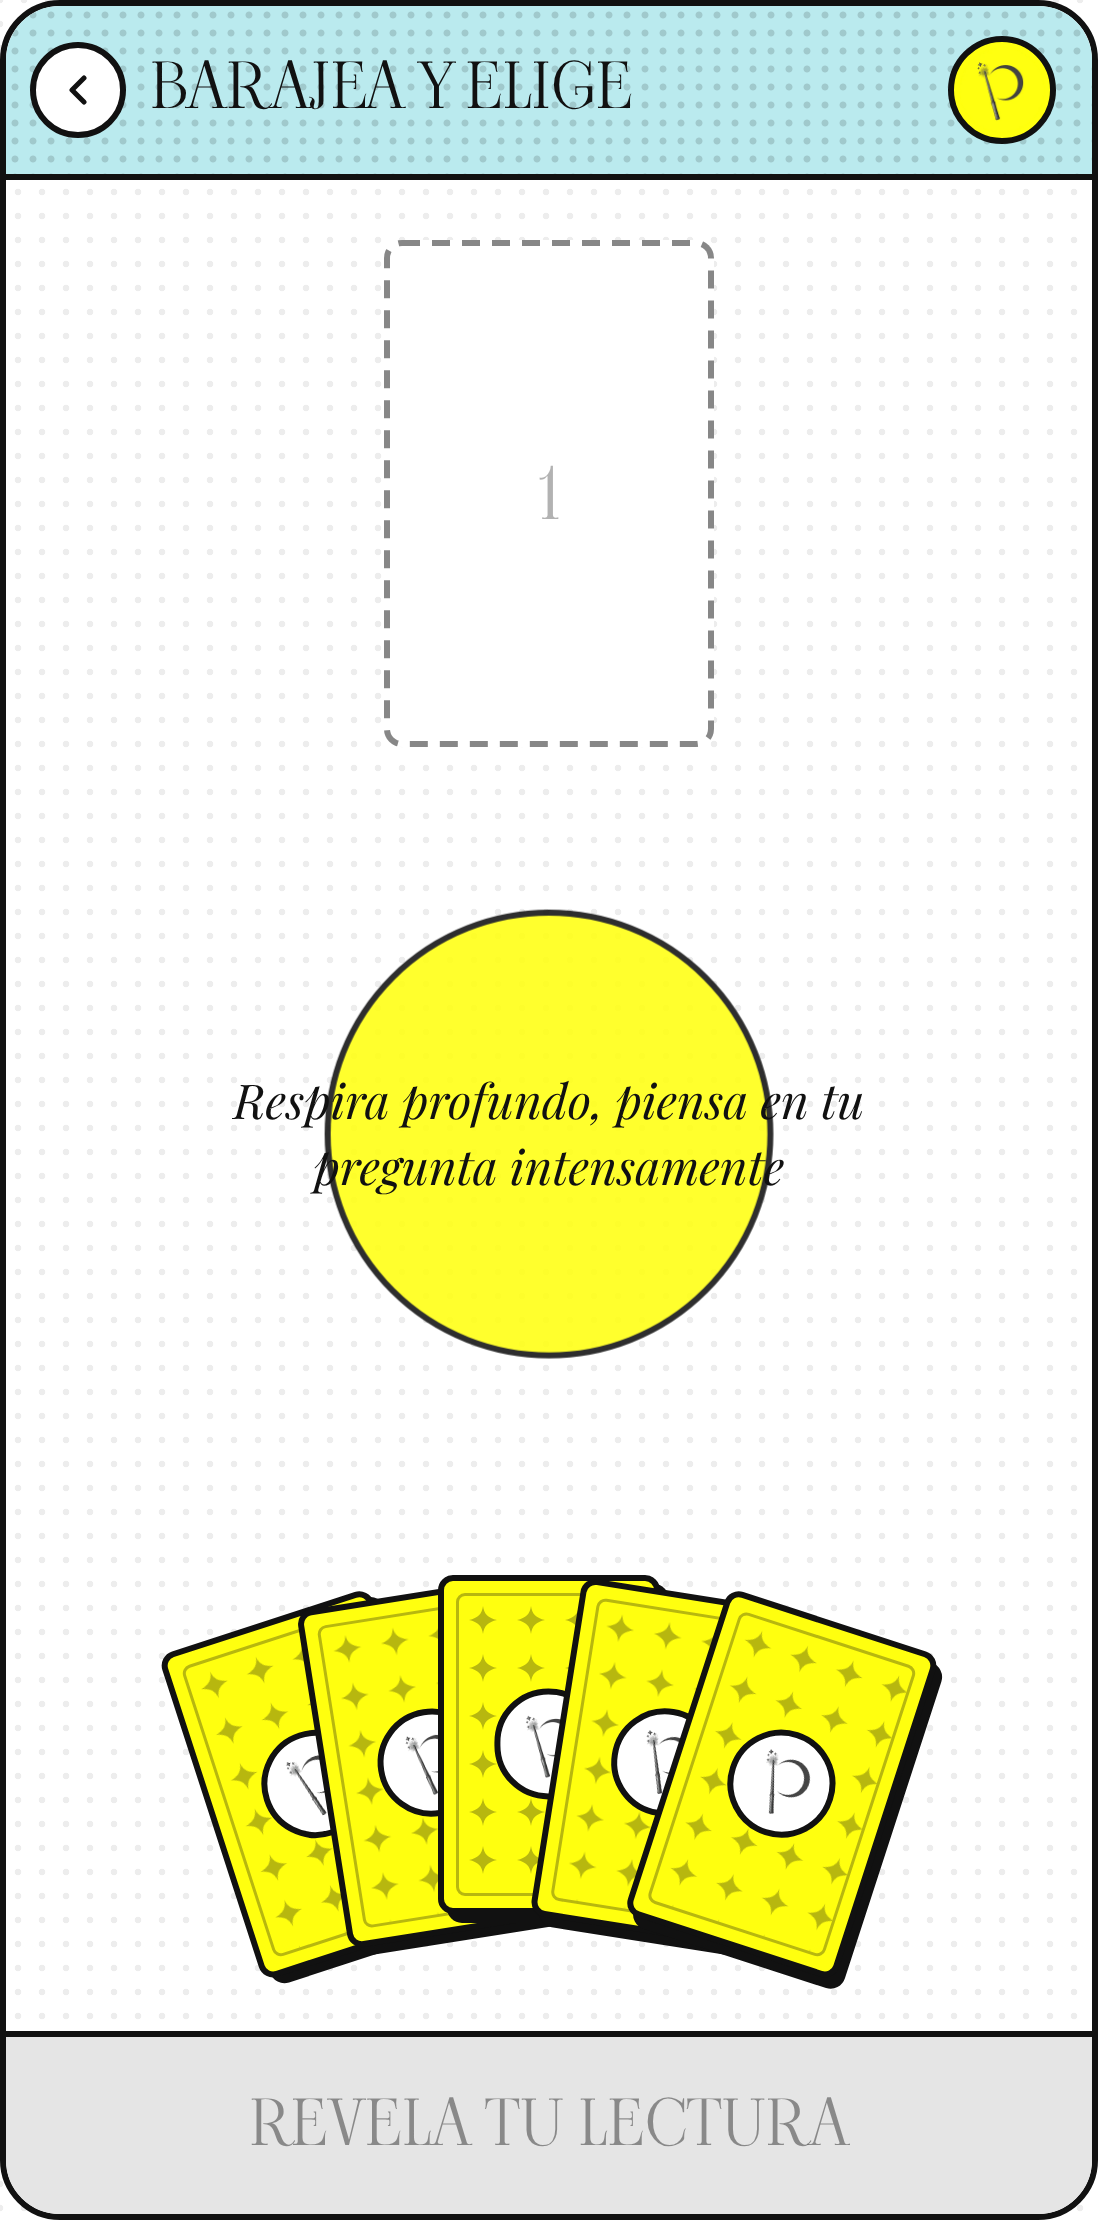 BARAJEA Y ELIGE
1
Respira profundo, piensa en tu
pregunta intensamente
REVELA TU LECTURA